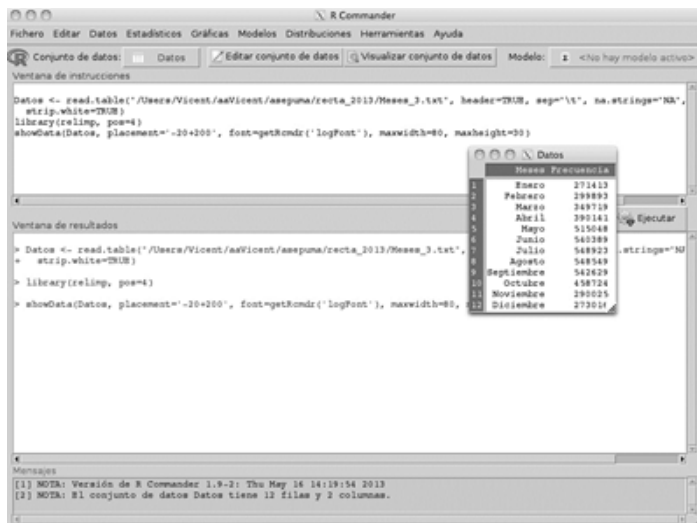 R Commander
Fichero Editar Datos Estadísticos Gráficas Modelos Distribuciones Herramientas Ayuda
R Conjunto de datos: Datos Editar conjunto de datos Visualizar conjunto de datos Modelo: Σ <No hay modelo activo>
Ventana de instrucciones
Datos <- read.table("/Users/Vicent/aaVicent/asepuma/recta_2013/Meses_3.txt", header=TRUE, sep="\t", na.strings="NA",
strip.white=TRUE)
library(relimp, pos=4)
showData(Datos, placement='-20+200', font=getRcmdr('logFont'), maxwidth=80, maxheight=30)
Datos
Meses Frecuencia
1 Enero 271413
2 Febrero 299893
3 Marzo 349719
4 Abril 390141
5 Mayo 515048
6 Junio 540389
7 Julio 548923
8 Agosto 548549
9 Septiembre 542629
10 Octubre 458724
11 Noviembre 290025
12 Diciembre
Ejecutar
Ventana de resultados
> Datos <- read.table("/Users/Vicent/aaVicent/asepuma/recta_2013/Meses_3.txt", na.strings="NA
+ strip.white=TRUE)
> library(relimp, pos=4)
> showData(Datos, placement='-20+200', font=getRcmdr('logFont'), maxwidth=80,
Mensajes
[1] NOTA: Versión de R Commander 1.9-2: Thu May 16 14:19:54 2013
[2] NOTA: El conjunto de datos Datos tiene 12 filas y 2 columnas.